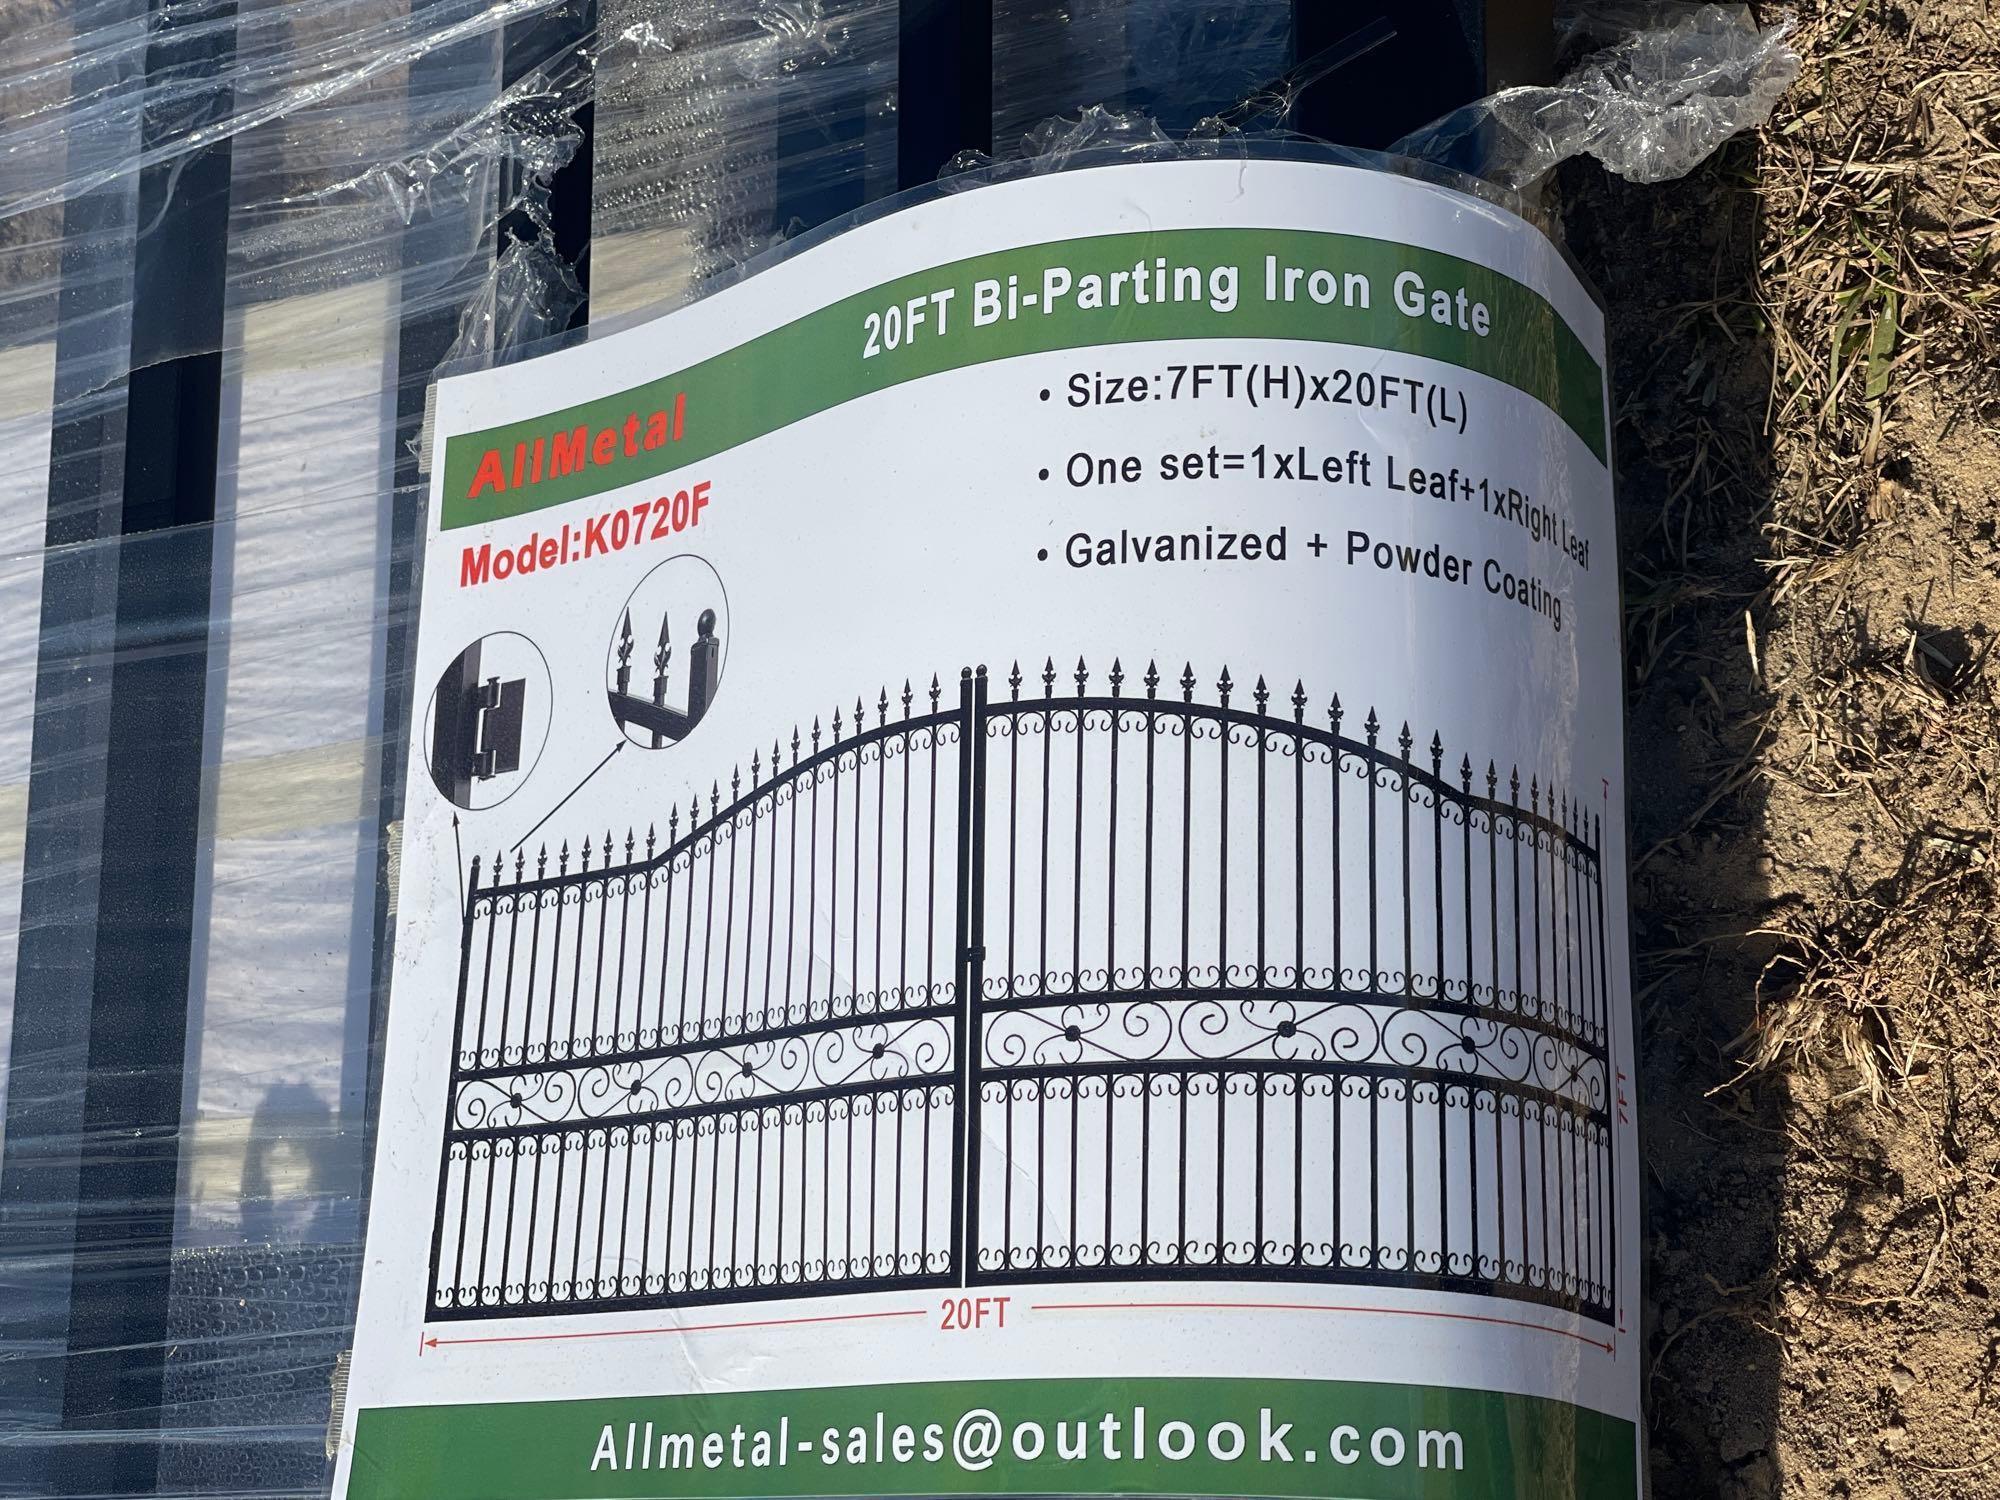 20FT Bi-Parting Iron Gate
AllMetal
Model:K0720F
• Size:7FT(H)x20FT(L)
• One set=1xLeft Leaf+1xRight Leaf
• Galvanized + Powder Coating
7FT
20FT
Allmetal-sales@outlook.com